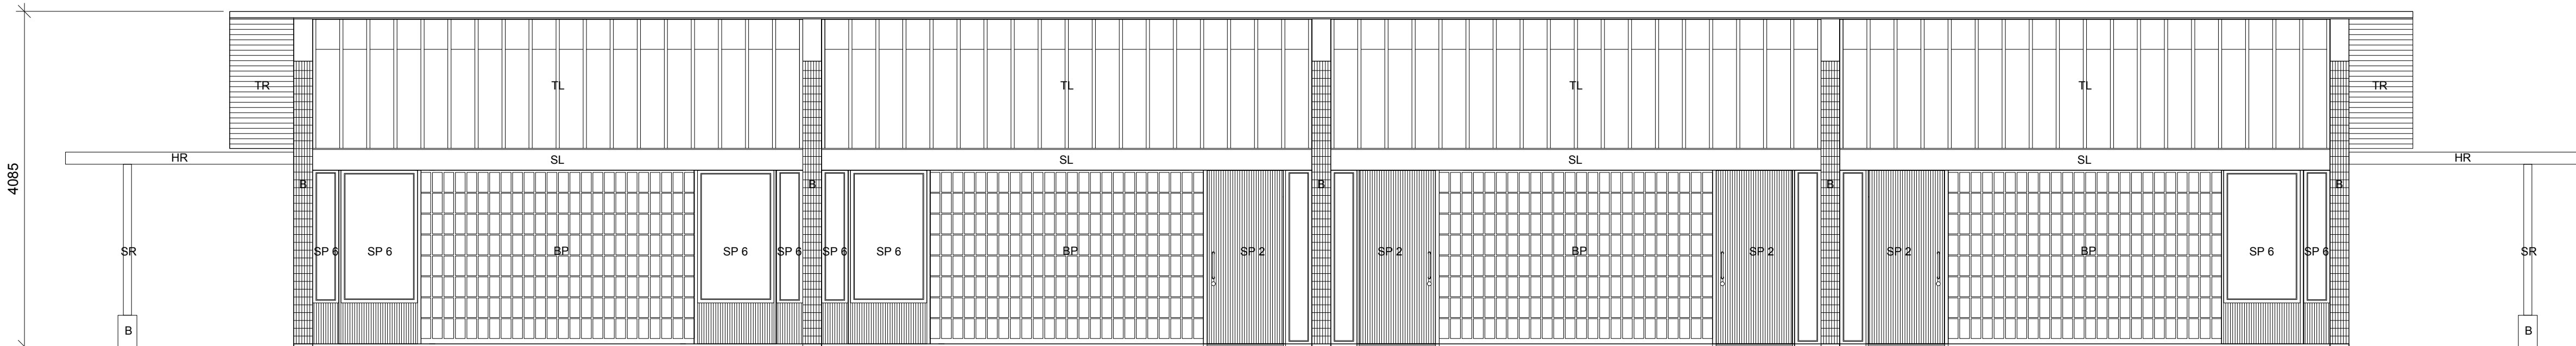 TR TL TL TL TL TR
HR SL SL SL SL HR
4085
B B B B B
SR SP 6 SP 6 BP SP 6 SP 6 SP 6 SP 6 BP SP 2 SP 2 BP SP 2 SP 2 BP SP 6 SP 6 SR
B B